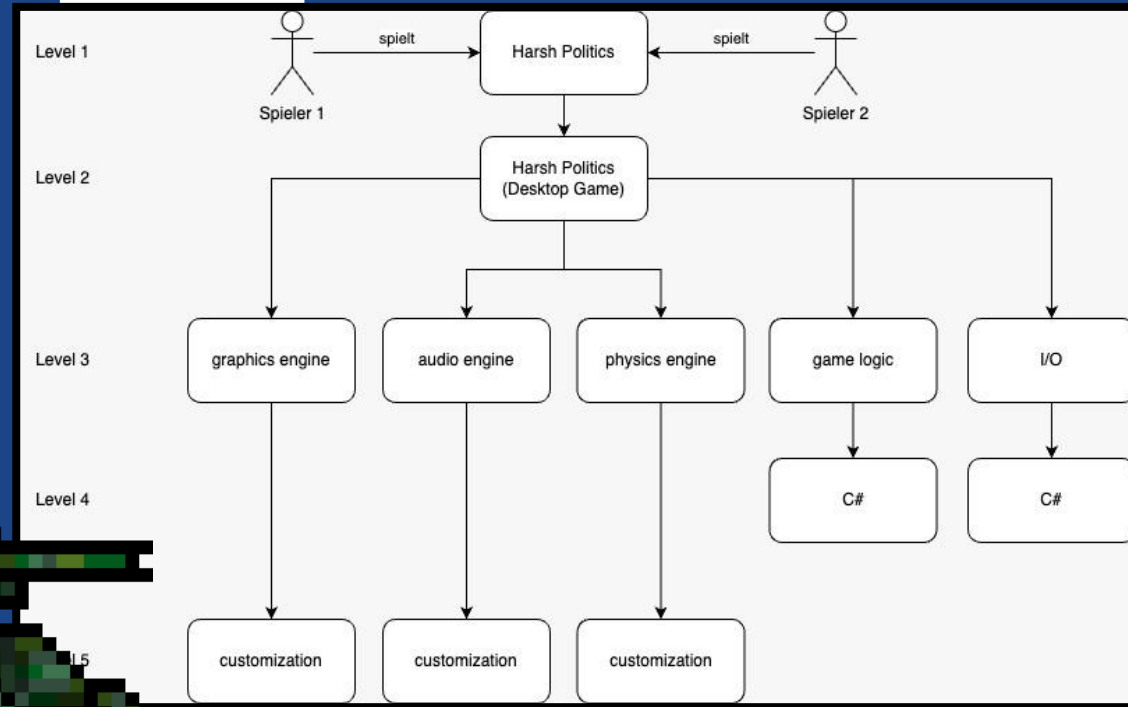 Level 1
spielt
Harsh Politics
spielt
Spieler 1
Spieler 2
Level 2
Harsh Politics
(Desktop Game)
Level 3
graphics engine
audio engine
physics engine
game logic
I/O
Level 4
C#
C#
5
customization
customization
customization